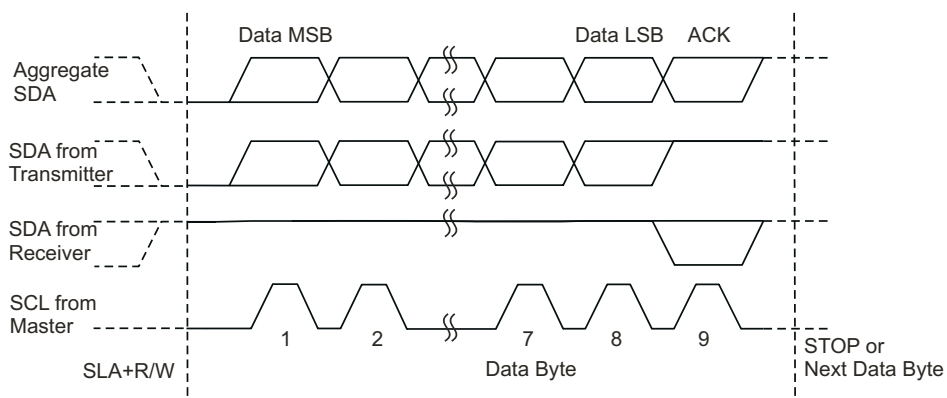 Data MSB Data LSB ACK
Aggregate
SDA
SDA from
Transmitter
SDA from
Receiver
SCL from
Master
1 2 7 8 9
SLA+R/W Data Byte STOP or
Next Data Byte